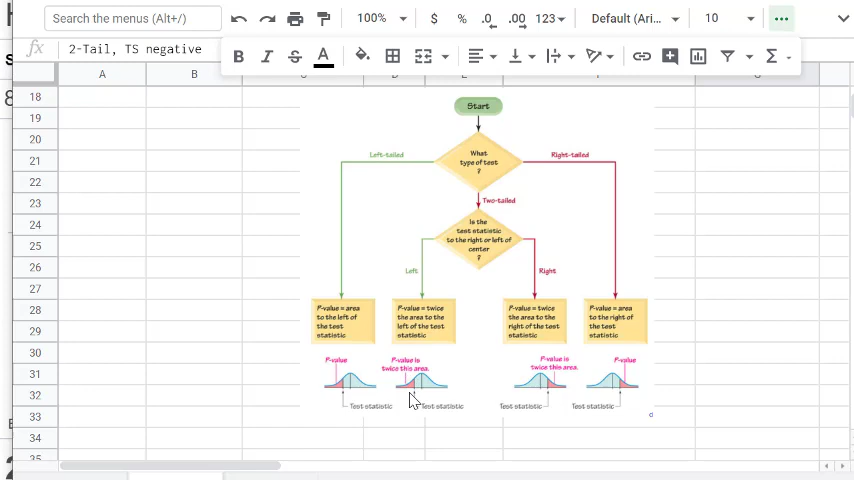 Search the menus (Alt+/)
100%
$
%
.0
.00
123
Default (Ari...
10
fx
2-Tail, TS negative
B
I
S
A
A
B
18
19
20
21
22
23
24
25
26
27
28
29
30
31
32
33
34
35
Start
What
type of test
?
Left-tailed
Right-tailed
Two-tailed
Is the
test statistic
to the right or left of
center
?
Left
Right
P-value = area
to the left of
the test
statistic
P-value = twice
the area to the
left of the test
statistic
P-value = twice
the area to the
right of the test
statistic
P-value = area
to the right of
the test
statistic
P-value
P-value is
twice this area.
P-value is
twice this area.
P-value
Test statistic
Test statistic
Test statistic
Test statistic